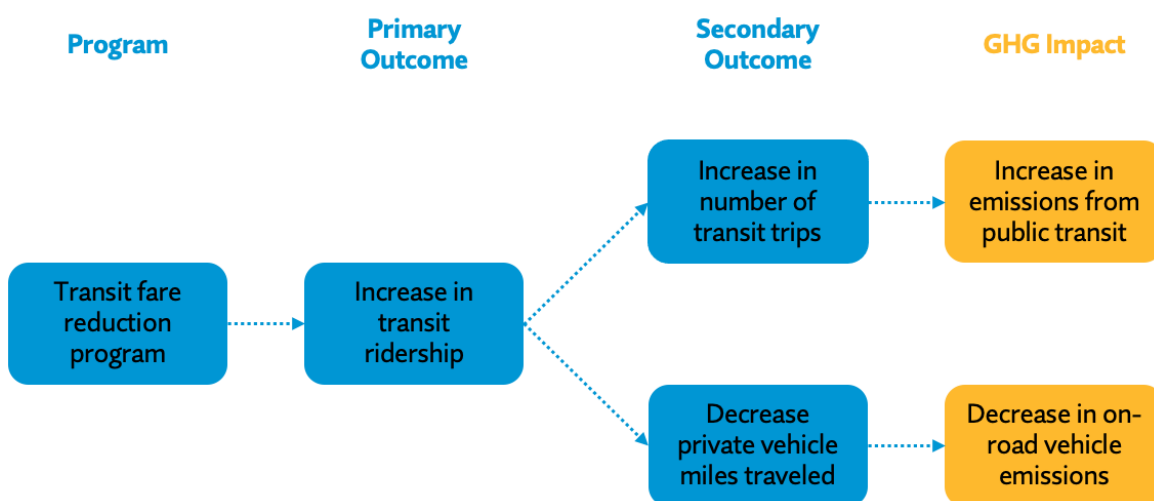 Program
Primary
Outcome
Secondary
Outcome
GHG Impact
Increase in
number of
transit trips
Increase in
emissions from
public transit
Transit fare
reduction
program
Increase in
transit
ridership
Decrease
private vehicle
miles traveled
Decrease in on-
road vehicle
emissions